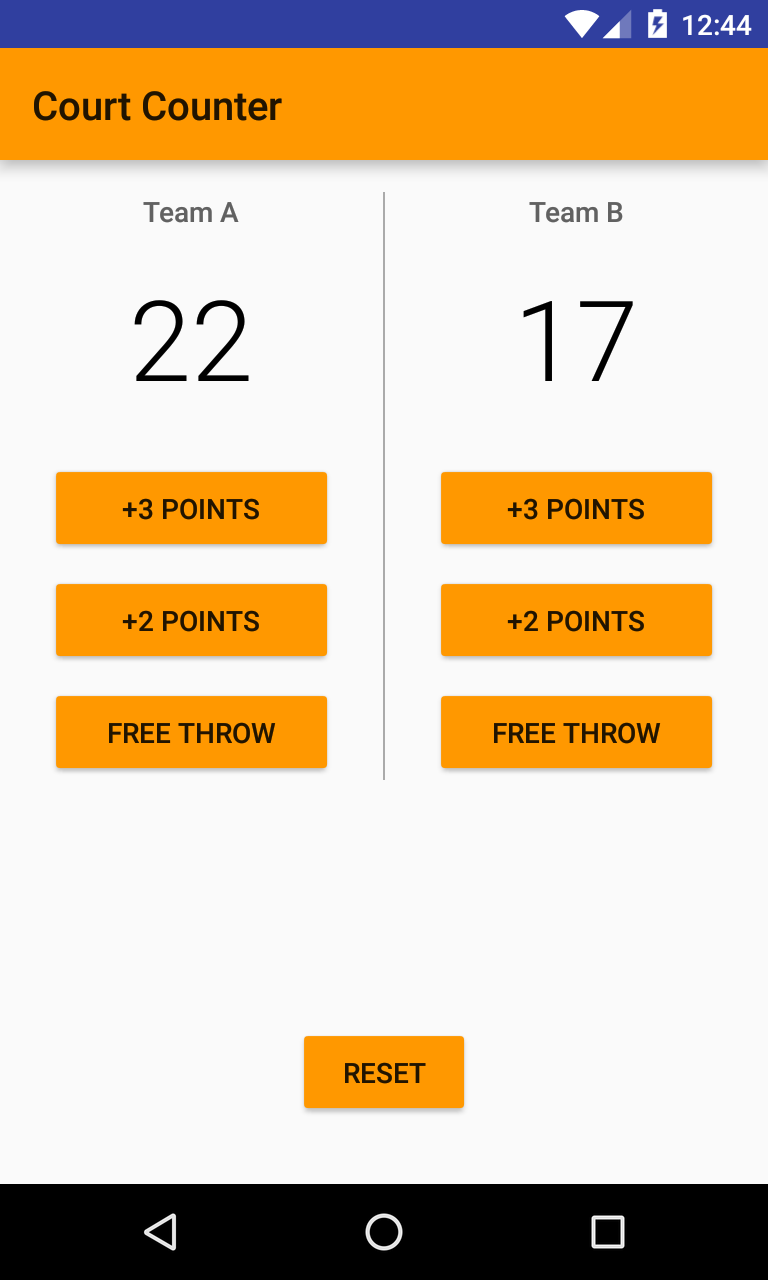 12:44
Court Counter
Team A
22
+3 POINTS
+2 POINTS
FREE THROW
Team B
17
+3 POINTS
+2 POINTS
FREE THROW
RESET